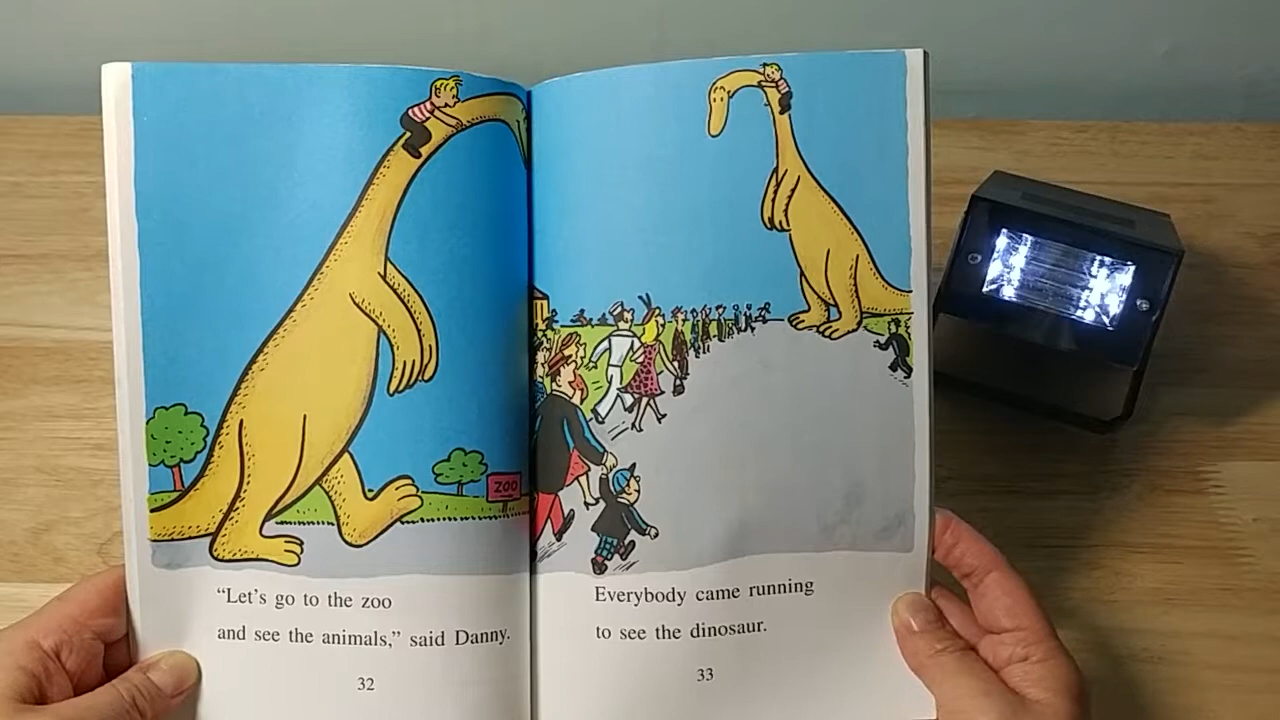 ZOO
"Let's go to the zoo
and see the animals," said Danny.
32
Everybody came running
to see the dinosaur.
33